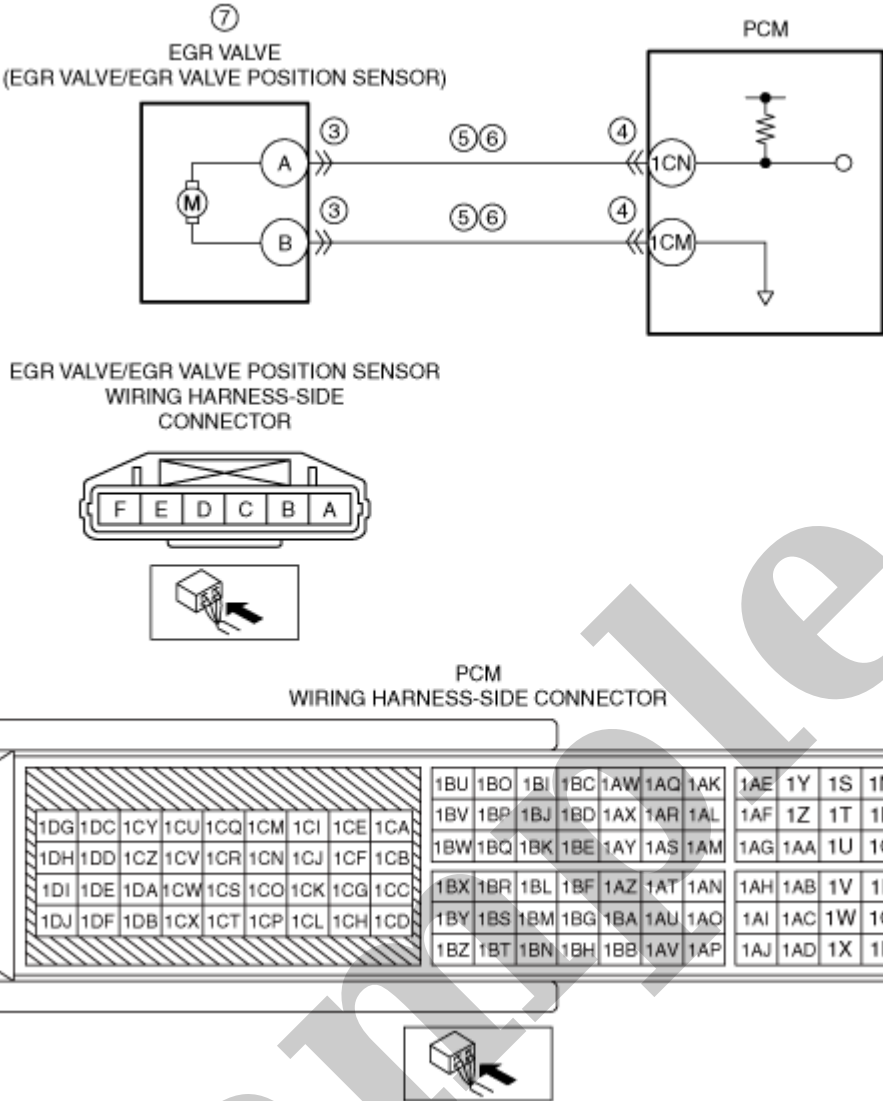 ⑦
EGR VALVE
(EGR VALVE/EGR VALVE POSITION SENSOR)
PCM
A ③ ⑤⑥ ④ 1CN
M
B ③ ⑤⑥ ④ 1CM
EGR VALVE/EGR VALVE POSITION SENSOR
WIRING HARNESS-SIDE
CONNECTOR
F E D C B A
PCM
WIRING HARNESS-SIDE CONNECTOR
1BU 1BO 1BI 1BC 1AW 1AQ 1AK 1AE 1Y 1S
1DG 1DC 1CY 1CU 1CQ 1CM 1CI 1CE 1CA 1BV 1BP 1BJ 1BD 1AX 1AR 1AL 1AF 1Z 1T
1DH 1DD 1CZ 1CV 1CR 1CN 1CJ 1CF 1CB 1BW 1BQ 1BK 1BE 1AY 1AS 1AM 1AG 1AA 1U
1DI 1DE 1DA 1CW 1CS 1CO 1CK 1CG 1CC 1BX 1BR 1BL 1BF 1AZ 1AT 1AN 1AH 1AB 1V
1DJ 1DF 1DB 1CX 1CT 1CP 1CL 1CH 1CD 1BY 1BS 1BM 1BG 1BA 1AU 1AO 1AI 1AC 1W
1BZ 1BT 1BN 1BH 1BB 1AV 1AP 1AJ 1AD 1X
mple